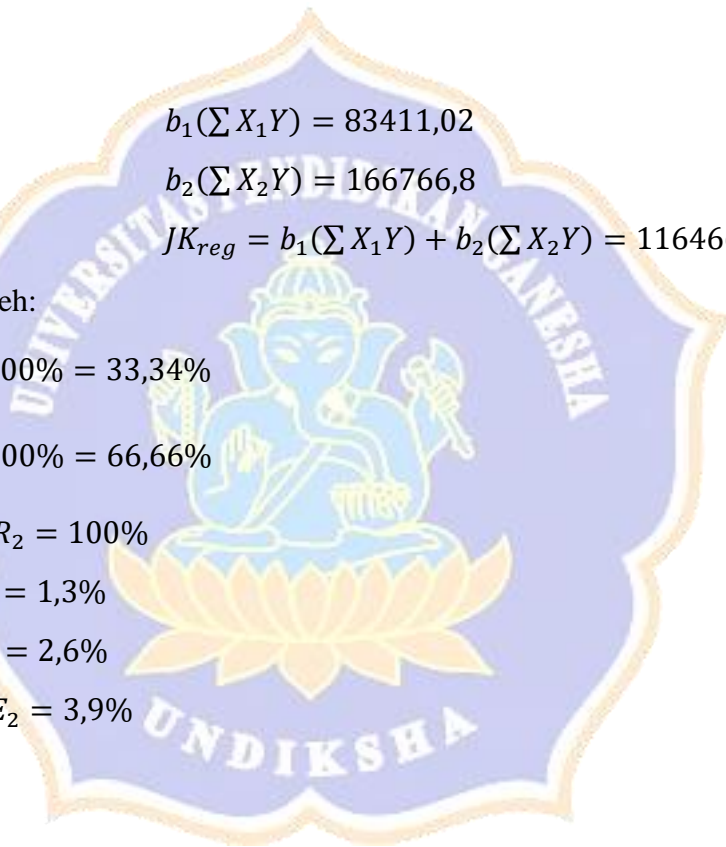 b₁(∑ X₁Y) = 83411,02
b₂(∑ X₂Y) = 166766,8
JK_reg = b₁(∑ X₁Y) + b₂(∑ X₂Y) = 11646
eh:
00% = 33,34%
00% = 66,66%
R₂ = 100%
= 1,3%
= 2,6%
E₂ = 3,9%
UNIVERSITAS PENDIDIKAN GANESHA
UNDIKSHA